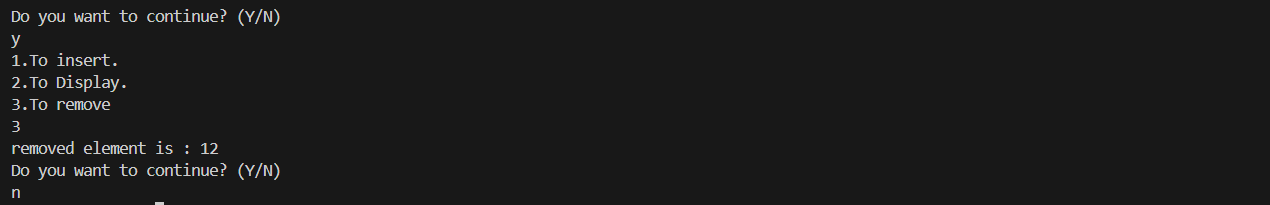 Do you want to continue? (Y/N)
y
1.To insert.
2.To Display.
3.To remove
3
removed element is : 12
Do you want to continue? (Y/N)
n